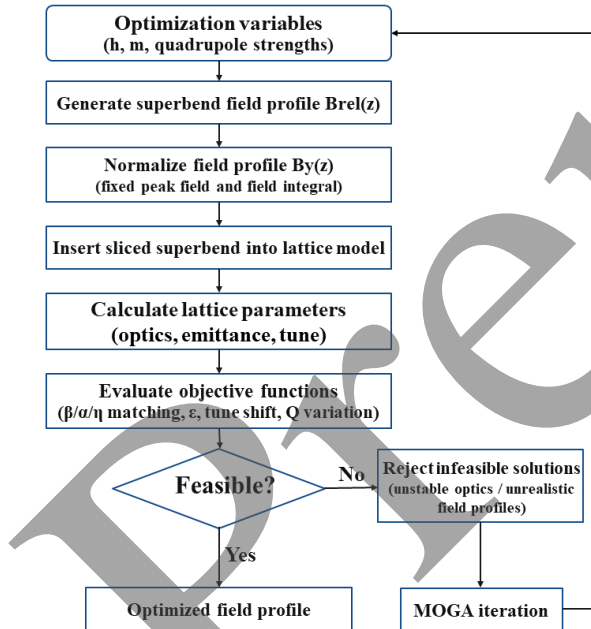 Optimization variables
(h, m, quadrupole strengths)
Generate superbend field profile Brel(z)
Normalize field profile By(z)
(fixed peak field and field integral)
Insert sliced superbend into lattice model
Calculate lattice parameters
(optics, emittance, tune)
Evaluate objective functions
(β/α/η matching, ε, tune shift, Q variation)
Feasible?
No
Reject infeasible solutions
(unstable optics / unrealistic
field profiles)
Yes
Optimized field profile
MOGA iteration
Pre